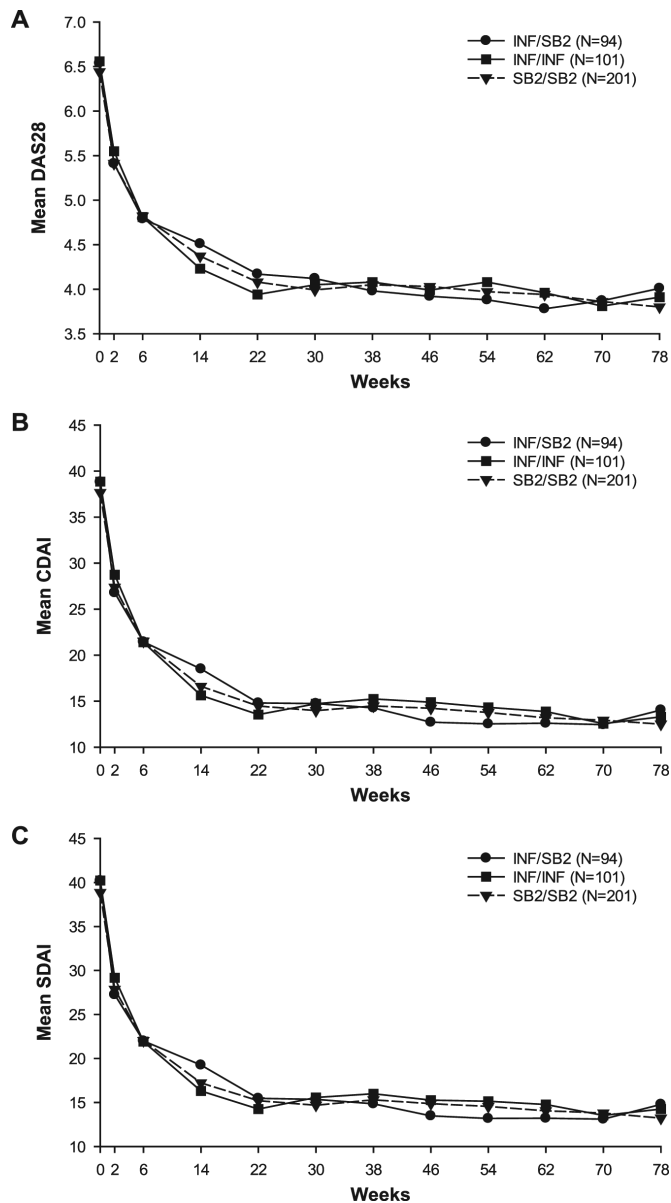 A
7.0
6.5
6.0
5.5
5.0
4.5
4.0
3.5
Mean DAS28
INF/SB2 (N=94)
INF/INF (N=101)
SB2/SB2 (N=201)
0 2 6 14 22 30 38 46 54 62 70 78
Weeks
B
45
40
35
30
25
20
15
10
Mean CDAI
INF/SB2 (N=94)
INF/INF (N=101)
SB2/SB2 (N=201)
0 2 6 14 22 30 38 46 54 62 70 78
Weeks
C
45
40
35
30
25
20
15
10
Mean SDAI
INF/SB2 (N=94)
INF/INF (N=101)
SB2/SB2 (N=201)
0 2 6 14 22 30 38 46 54 62 70 78
Weeks